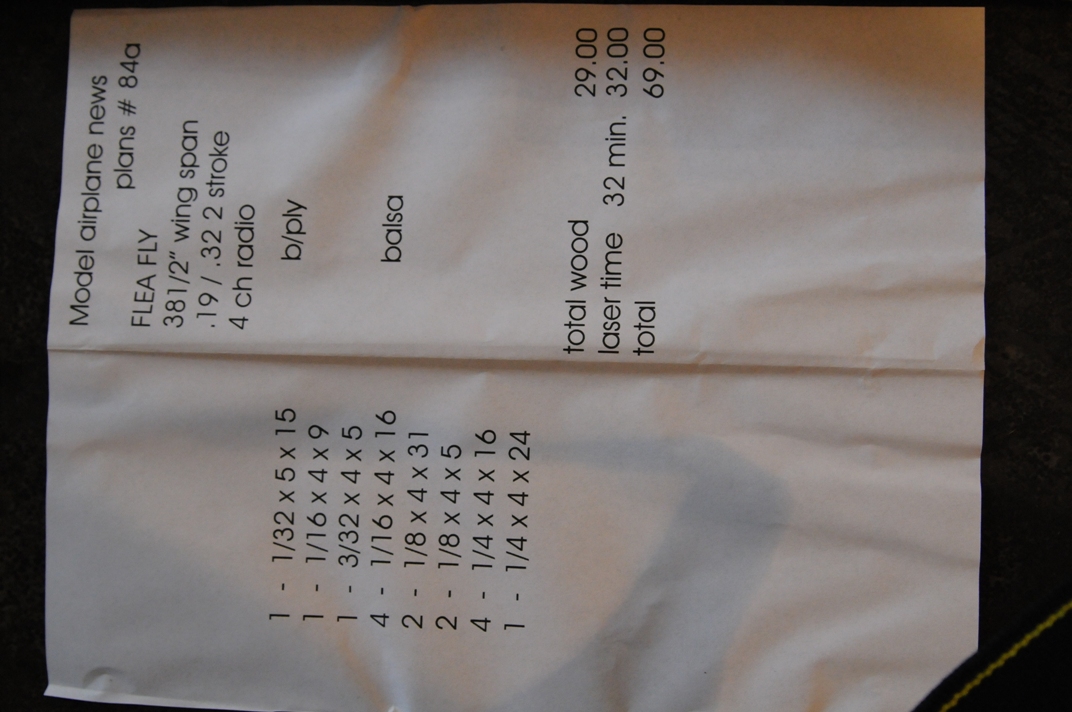 Model airplane news
plans # 84a
FLEA FLY
381/2" wing span
.19 / .32 2 stroke
4 ch radio
1 - 1/32 x 5 x 15 b/ply
1 - 1/16 x 4 x 9
1 - 3/32 x 4 x 5
4 - 1/16 x 4 x 16 balsa
2 - 1/8 x 4 x 31
2 - 1/8 x 4 x 5
4 - 1/4 x 4 x 16
1 - 1/4 x 4 x 24
total wood 29.00
laser time 32 min. 32.00
total 69.00